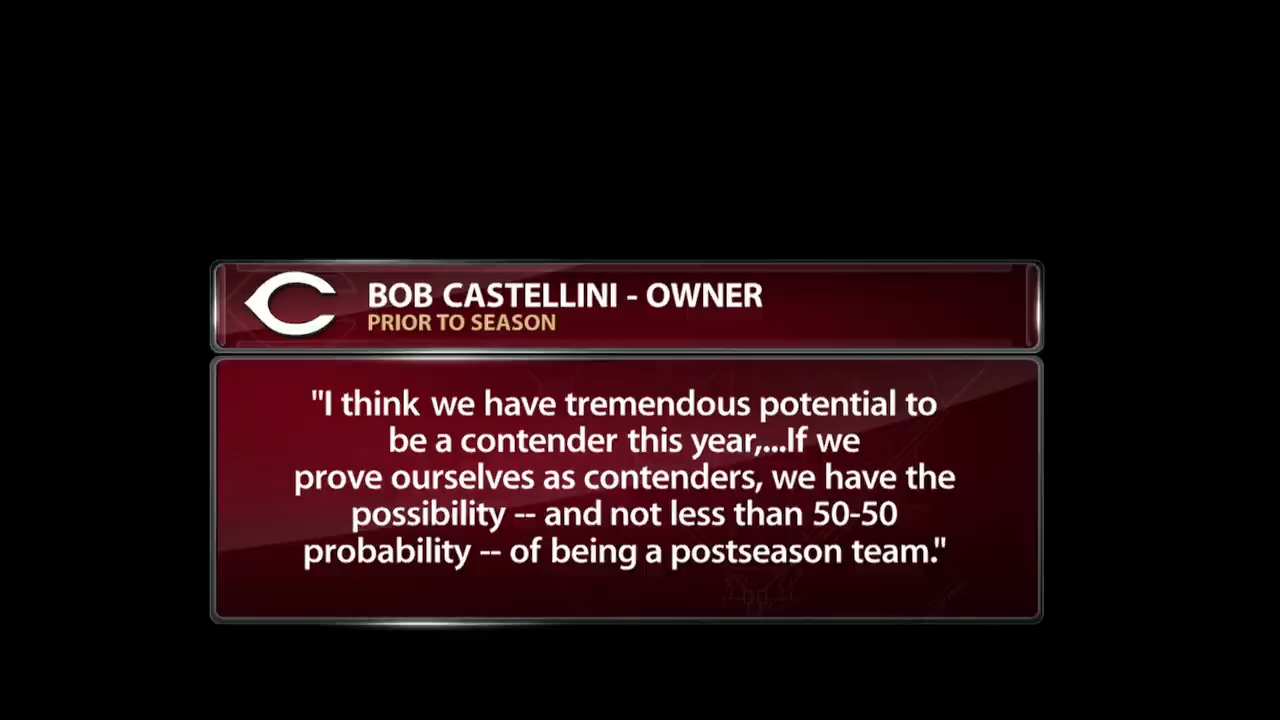 BOB CASTELLINI - OWNER
PRIOR TO SEASON
"I think we have tremendous potential to
be a contender this year,...If we
prove ourselves as contenders, we have the
possibility -- and not less than 50-50
probability -- of being a postseason team."